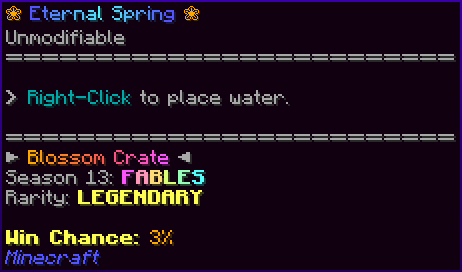 ❀ Eternal Spring ❀
Unmodifiable
===========================
> Right-Click to place water.
===========================
► Blossom Crate ◄
Season 13: FABLES
Rarity: LEGENDARY
Win Chance: 3%
Minecraft